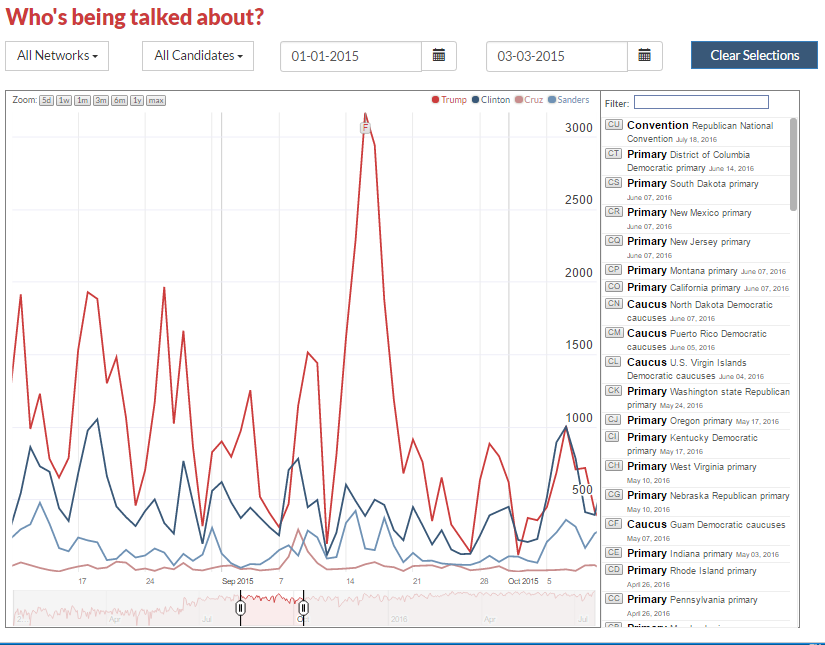 Who's being talked about?
All Networks
All Candidates
01-01-2015
03-03-2015
Clear Selections
Zoom: 5d 1w 1m 3m 6m 1y max
Trump Clinton Cruz Sanders
F
3000
2500
2000
1500
1000
500
17 24 Sep 2015 7 14 21 28 Oct 2015 5
Apr Jul 2016 Apr Jul
Filter:
CU Convention Republican National
Convention July 18, 2016
CT Primary District of Columbia
Democratic primary June 14, 2016
CS Primary South Dakota primary
June 07, 2016
CR Primary New Mexico primary
June 07, 2016
CQ Primary New Jersey primary
June 07, 2016
CP Primary Montana primary June 07, 2016
CO Primary California primary June 07, 2016
CN Caucus North Dakota Democratic
caucuses June 07, 2016
CM Caucus Puerto Rico Democratic
caucuses June 05, 2016
CL Caucus U.S. Virgin Islands
Democratic caucuses June 04, 2016
CK Primary Washington state Republican
primary May 24, 2016
CJ Primary Oregon primary May 17, 2016
CI Primary Kentucky Democratic
primary May 17, 2016
CH Primary West Virginia primary
May 10, 2016
CG Primary Nebraska Republican primary
May 10, 2016
CF Caucus Guam Democratic caucuses
May 07, 2016
CE Primary Indiana primary May 03, 2016
CD Primary Rhode Island primary
April 26, 2016
CC Primary Pennsylvania primary
April 26, 2016